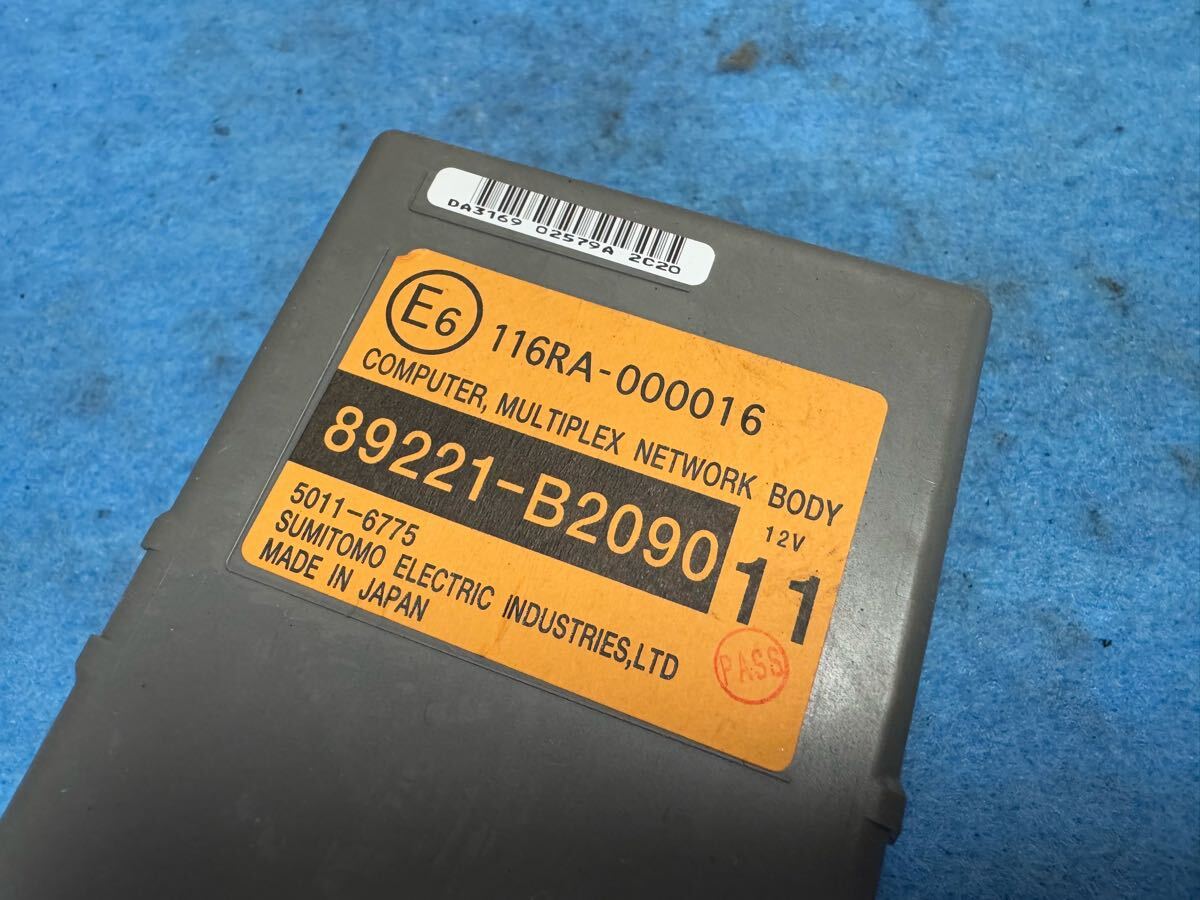 DA3769 02579A 2C20
E6 116RA-000016
COMPUTER, MULTIPLEX NETWORK BODY
89221-B2090
12V
11
5011-6775
SUMITOMO ELECTRIC INDUSTRIES,LTD
MADE IN JAPAN
PASS